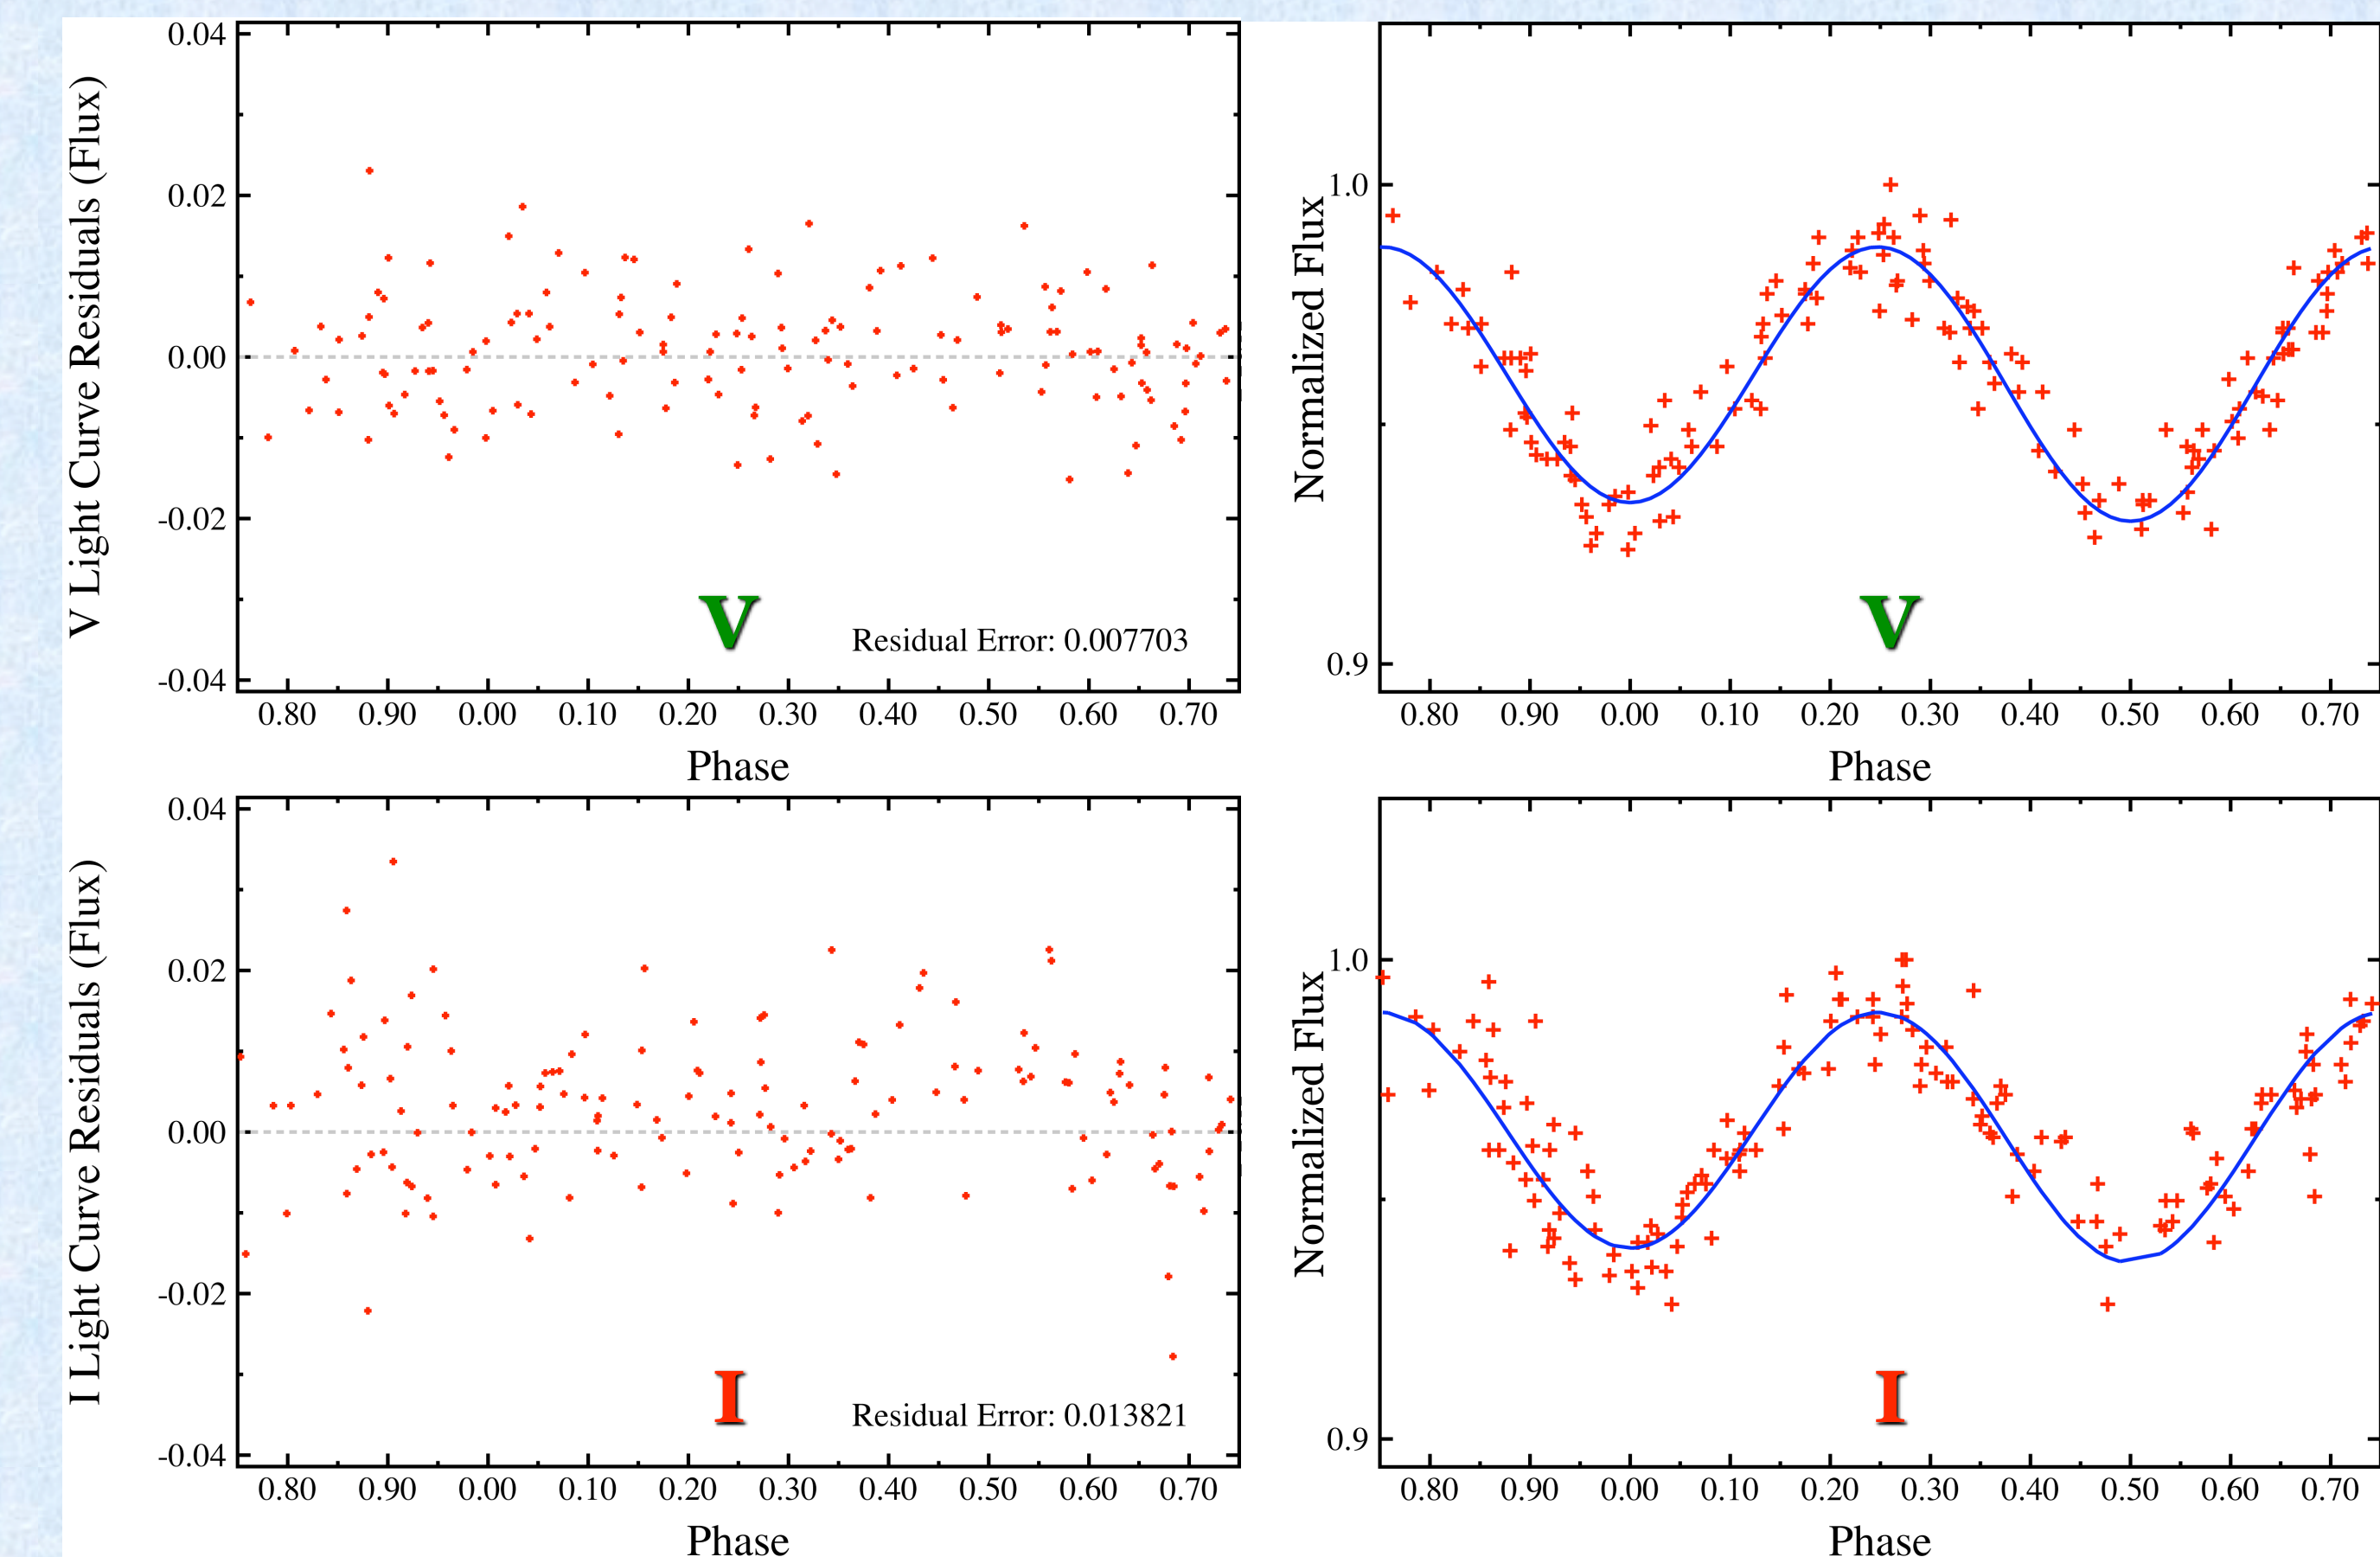 V Light Curve Residuals (Flux)
0.04
0.02
0.00
-0.02
-0.04
V
Residual Error: 0.007703
0.80 0.90 0.00 0.10 0.20 0.30 0.40 0.50 0.60 0.70
Phase
Normalized Flux
1.0
0.9
V
0.80 0.90 0.00 0.10 0.20 0.30 0.40 0.50 0.60 0.70
Phase
I Light Curve Residuals (Flux)
0.04
0.02
0.00
-0.02
-0.04
I
Residual Error: 0.013821
0.80 0.90 0.00 0.10 0.20 0.30 0.40 0.50 0.60 0.70
Phase
Normalized Flux
1.0
0.9
I
0.80 0.90 0.00 0.10 0.20 0.30 0.40 0.50 0.60 0.70
Phase